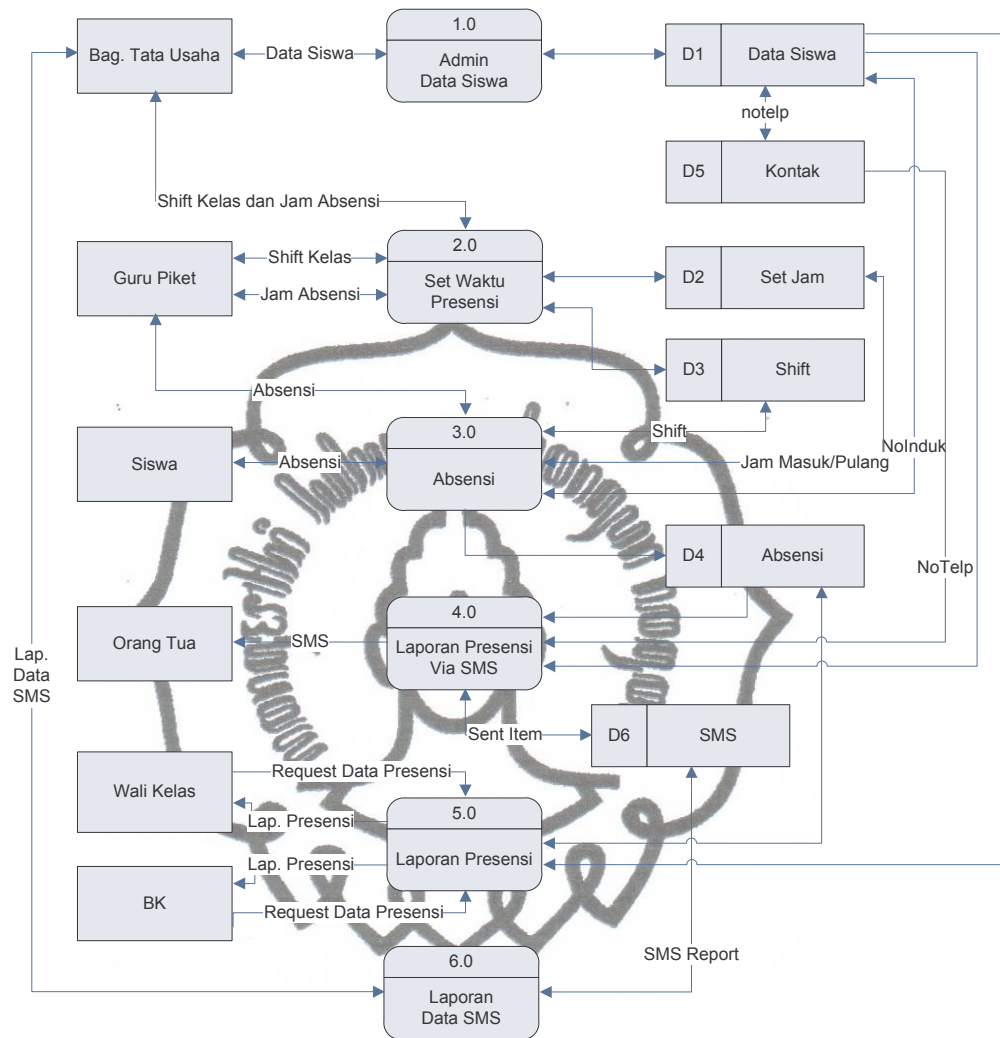 1.0
Bag. Tata Usaha
Data Siswa
Admin
Data Siswa
D1
Data Siswa
notelp
D5
Kontak
Shift Kelas dan Jam Absensi
2.0
Guru Piket
Shift Kelas
Jam Absensi
Set Waktu
Presensi
D2
Set Jam
D3
Shift
Absensi
3.0
Shift
NoInduk
Siswa
Absensi
Absensi
Jam Masuk/Pulang
D4
Absensi
NoTelp
4.0
Orang Tua
SMS
Laporan Presensi
Via SMS
Lap.
Data
SMS
Sent Item
D6
SMS
Wali Kelas
Request Data Presensi
5.0
Lap. Presensi
Laporan Presensi
Lap. Presensi
BK
Request Data Presensi
6.0
SMS Report
Laporan
Data SMS